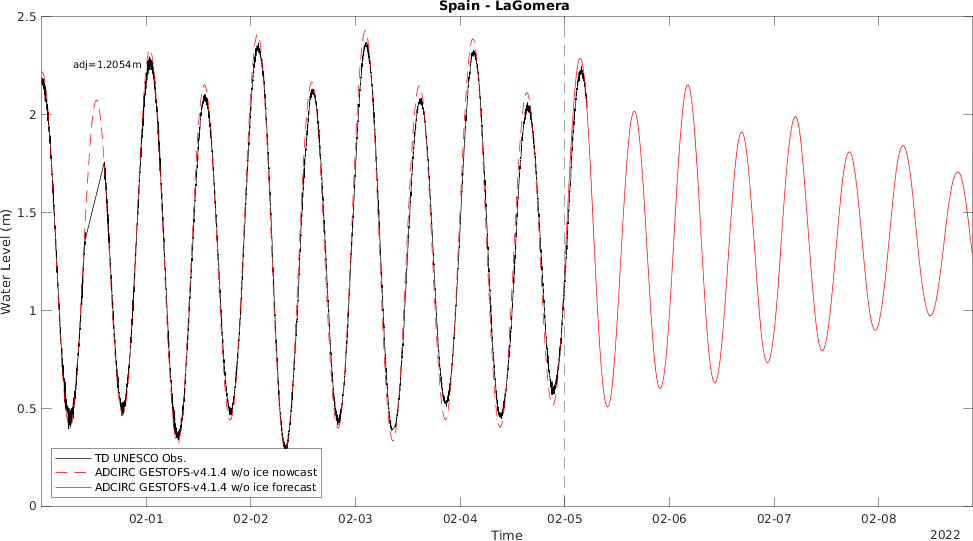 Spain - LaGomera
adj=1.2054m
Water Level (m)
2.5
2
1.5
1
0.5
0
TD UNESCO Obs.
ADCIRC GESTOFS-v4.1.4 w/o ice nowcast
ADCIRC GESTOFS-v4.1.4 w/o ice forecast
02-01 02-02 02-03 02-04 02-05 02-06 02-07 02-08
Time
2022